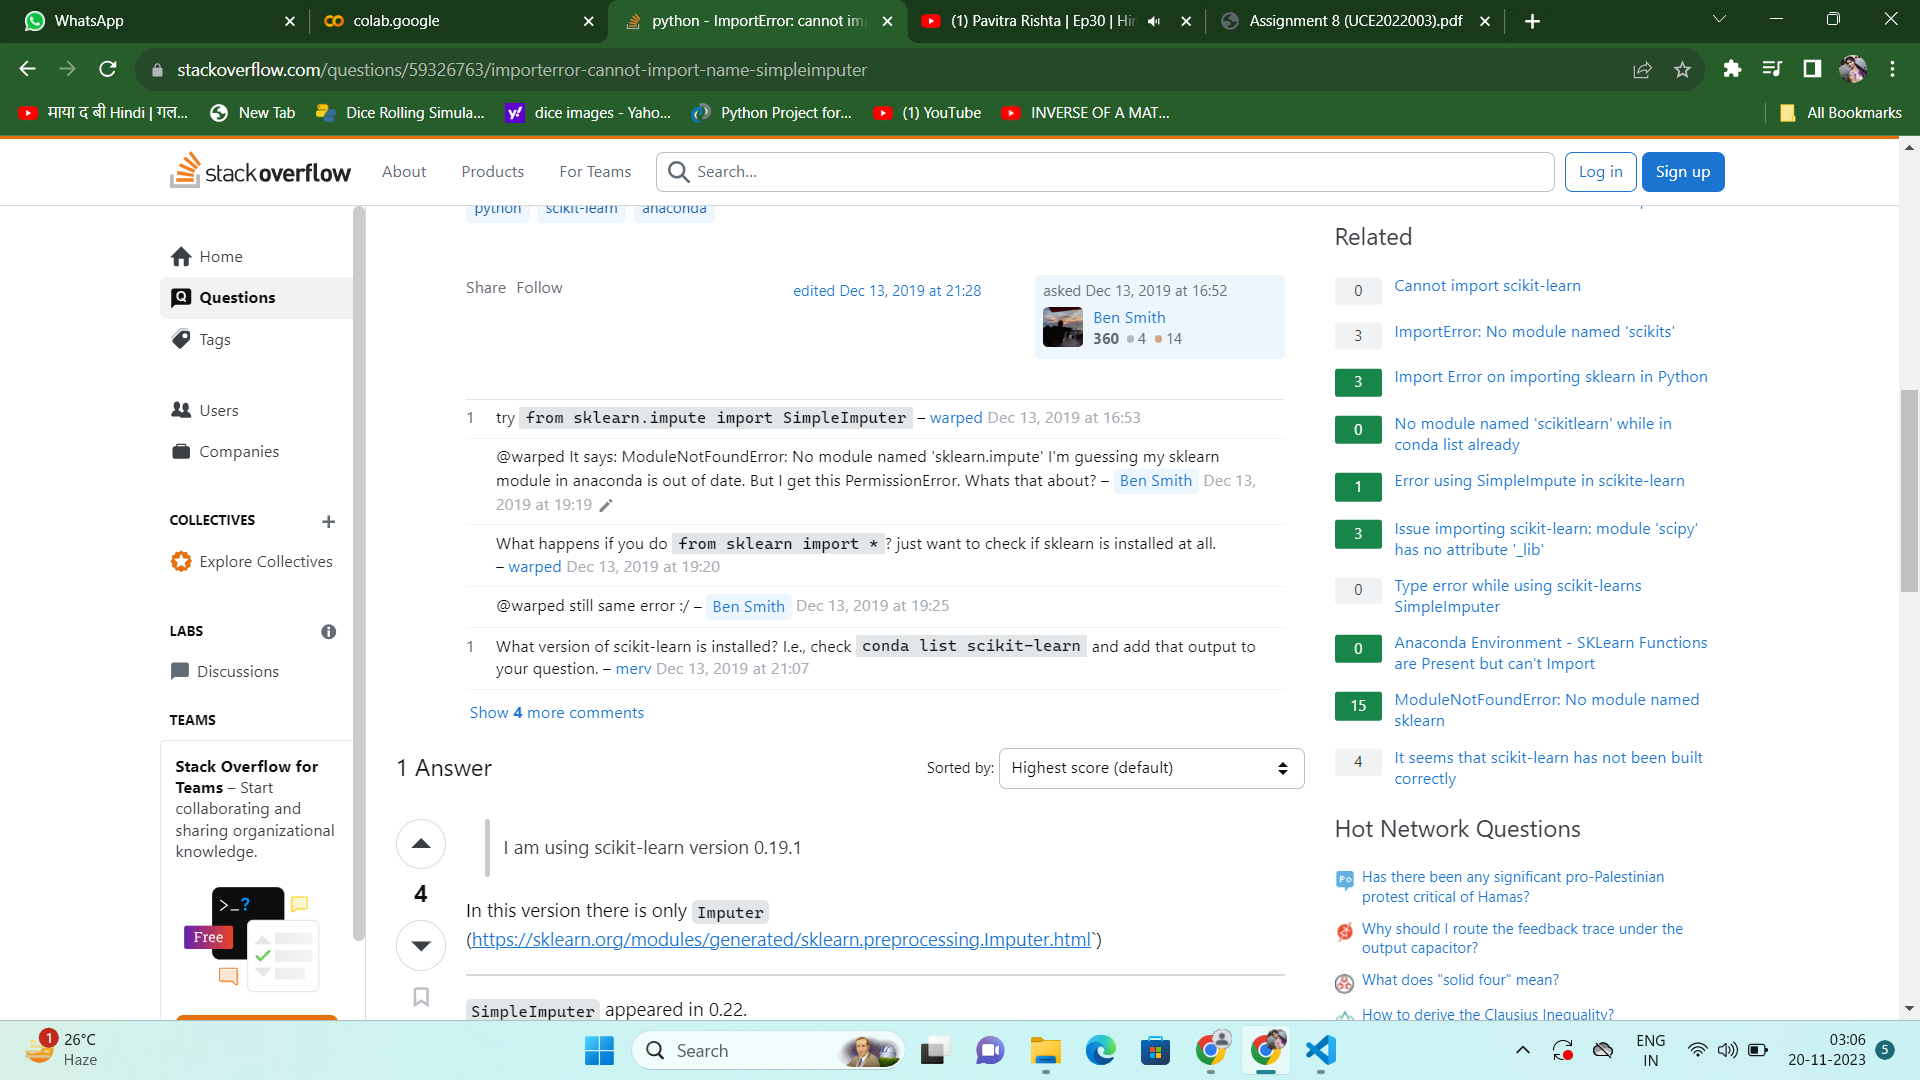 WhatsApp
colab.google
python - ImportError: cannot im
(1) Pavitra Rishta | Ep30 | Hin
Assignment 8 (UCE2022003).pdf
stackoverflow.com/questions/59326763/importerror-cannot-import-name-simpleimputer
माया द बी Hindi | गल...
New Tab
Dice Rolling Simula...
dice images - Yaho...
Python Project for...
(1) YouTube
INVERSE OF A MAT...
All Bookmarks
stackoverflow
About
Products
For Teams
Search...
Log in
Sign up
Home
Questions
Tags
Users
Companies
COLLECTIVES
Explore Collectives
LABS
Discussions
TEAMS
Stack Overflow for
Teams – Start
collaborating and
sharing organizational
knowledge.
>_?
Free
python scikit-learn anaconda
Share Follow
edited Dec 13, 2019 at 21:28
asked Dec 13, 2019 at 16:52
Ben Smith
360 4 14
1 try from sklearn.impute import SimpleImputer – warped Dec 13, 2019 at 16:53
@warped It says: ModuleNotFoundError: No module named 'sklearn.impute' I'm guessing my sklearn
module in anaconda is out of date. But I get this PermissionError. Whats that about? – Ben Smith Dec 13,
2019 at 19:19
What happens if you do from sklearn import * ? just want to check if sklearn is installed at all.
– warped Dec 13, 2019 at 19:20
@warped still same error :/ – Ben Smith Dec 13, 2019 at 19:25
1 What version of scikit-learn is installed? I.e., check conda list scikit-learn and add that output to
your question. – merv Dec 13, 2019 at 21:07
Show 4 more comments
1 Answer
Sorted by:
Highest score (default)
4
I am using scikit-learn version 0.19.1
In this version there is only Imputer
(https://sklearn.org/modules/generated/sklearn.preprocessing.Imputer.html`)
SimpleImputer appeared in 0.22.
Related
0 Cannot import scikit-learn
3 ImportError: No module named 'scikits'
3 Import Error on importing sklearn in Python
0 No module named 'scikitlearn' while in
conda list already
1 Error using SimpleImpute in scikite-learn
3 Issue importing scikit-learn: module 'scipy'
has no attribute '_lib'
0 Type error while using scikit-learns
SimpleImputer
0 Anaconda Environment - SKLearn Functions
are Present but can't Import
15 ModuleNotFoundError: No module named
sklearn
4 It seems that scikit-learn has not been built
correctly
Hot Network Questions
Has there been any significant pro-Palestinian
protest critical of Hamas?
Why should I route the feedback trace under the
output capacitor?
What does "solid four" mean?
How to derive the Clausius Inequality?
1
26°C
Haze
Search
ENG
IN
03:06
20-11-2023
5